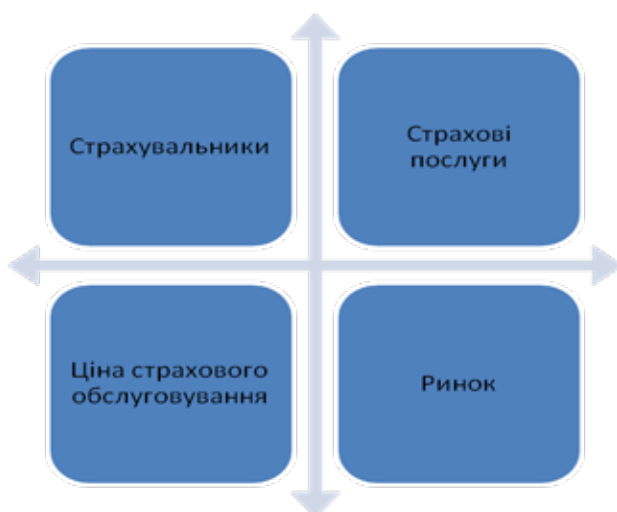 Страхувальники
Страхові
послуги
Ціна страхового
обслуговування
Ринок